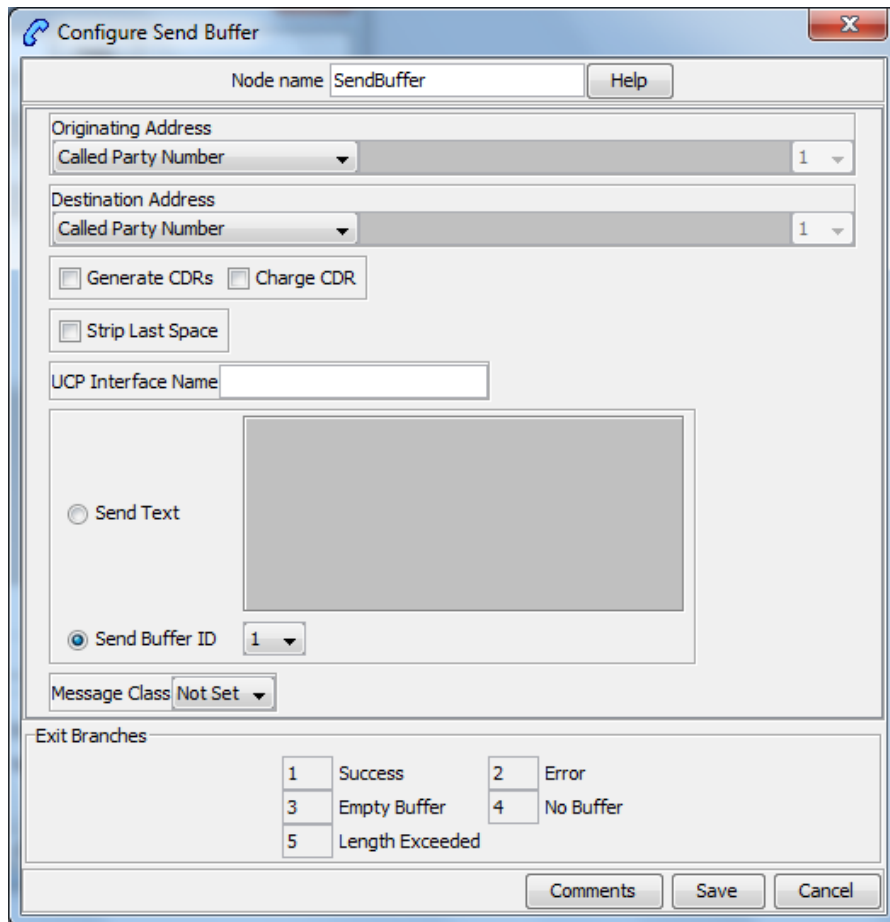 Configure Send Buffer
Node name SendBuffer Help
Originating Address
Called Party Number 1
Destination Address
Called Party Number 1
Generate CDRs Charge CDR
Strip Last Space
UCP Interface Name
Send Text
Send Buffer ID 1
Message Class Not Set
Exit Branches
1 Success 2 Error
3 Empty Buffer 4 No Buffer
5 Length Exceeded
Comments Save Cancel